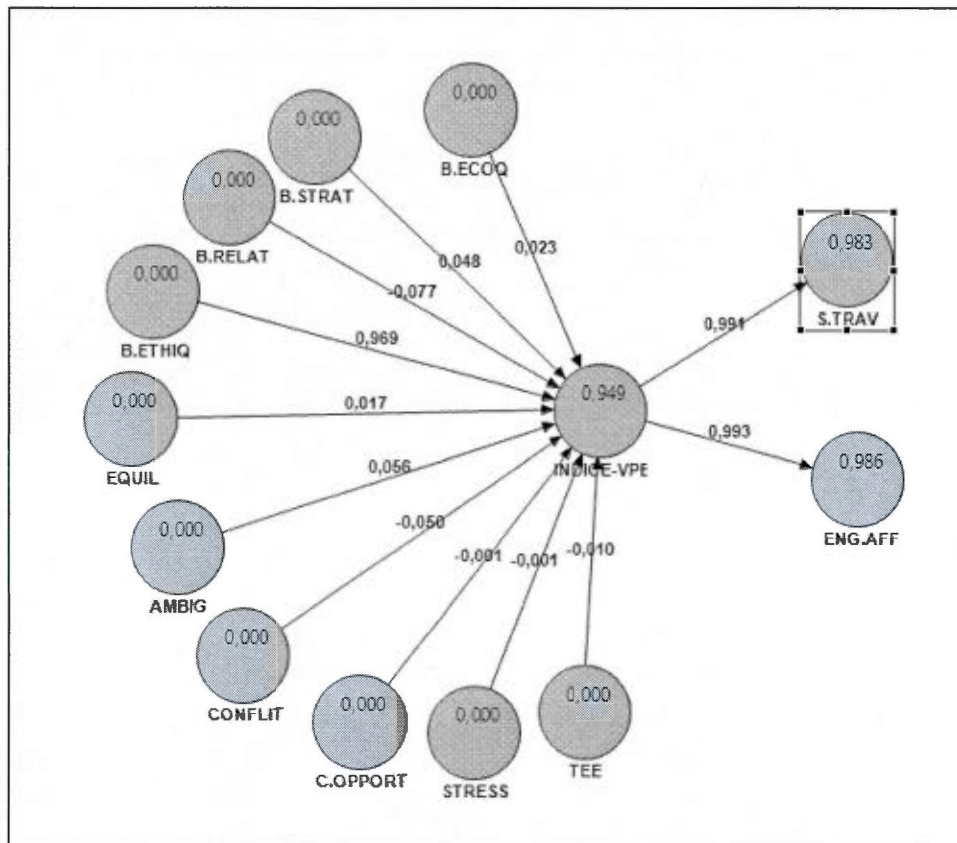 0,000
B.ECOQ
0,000
B.STRAT
0,000
B.RELAT
0,000
B.ETHIQ
0,000
EQUIL
0,000
AMBIG
0,000
CONFLIT
0,000
C.OPPORT
0,000
STRESS
0,000
TEE
0,023
0,048
-0,077
0,969
0,017
0,056
-0,050
-0,001
-0,001
-0,010
0,949
INDICE-VPE
0,991
0,993
0,983
S.TRAV
0,986
ENG.AFF